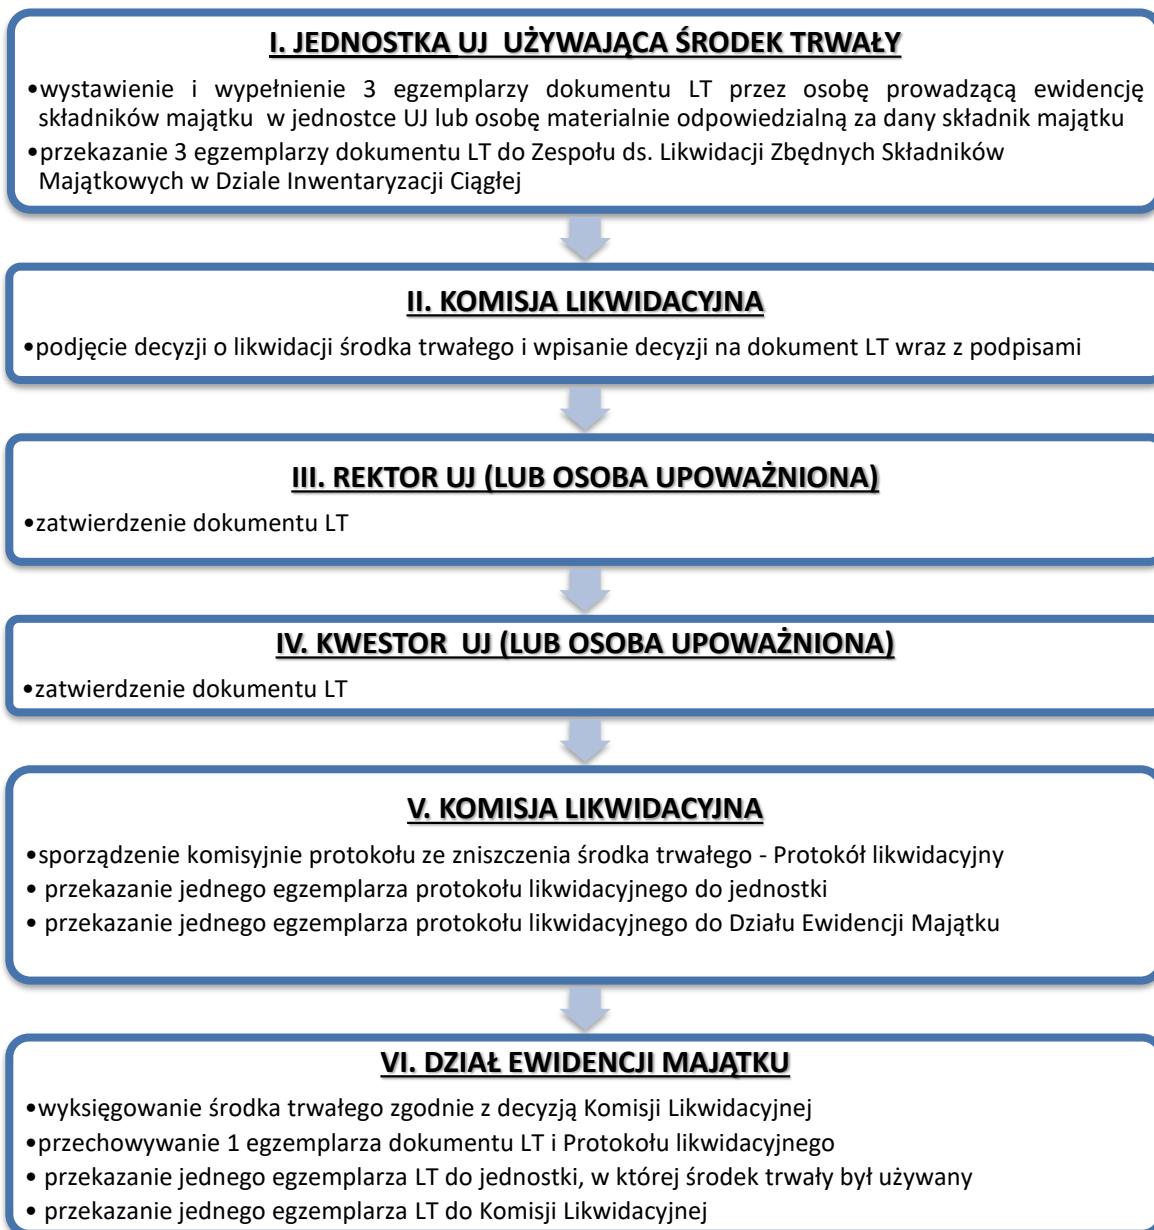 I. JEDNOSTKA UJ UŻYWAJĄCA ŚRODEK TRWAŁY
•wystawienie i wypełnienie 3 egzemplarzy dokumentu LT przez osobę prowadzącą ewidencję
składników majątku w jednostce UJ lub osobę materialnie odpowiedzialną za dany składnik majątku
•przekazanie 3 egzemplarzy dokumentu LT do Zespołu ds. Likwidacji Zbędnych Składników
Majątkowych w Dziale Inwentaryzacji Ciągłej
II. KOMISJA LIKWIDACYJNA
•podjęcie decyzji o likwidacji środka trwałego i wpisanie decyzji na dokument LT wraz z podpisami
III. REKTOR UJ (LUB OSOBA UPOWAŻNIONA)
•zatwierdzenie dokumentu LT
IV. KWESTOR UJ (LUB OSOBA UPOWAŻNIONA)
•zatwierdzenie dokumentu LT
V. KOMISJA LIKWIDACYJNA
•sporządzenie komisyjnie protokołu ze zniszczenia środka trwałego - Protokół likwidacyjny
• przekazanie jednego egzemplarza protokołu likwidacyjnego do jednostki
• przekazanie jednego egzemplarza protokołu likwidacyjnego do Działu Ewidencji Majątku
VI. DZIAŁ EWIDENCJI MAJĄTKU
•wyksięgowanie środka trwałego zgodnie z decyzją Komisji Likwidacyjnej
•przechowywanie 1 egzemplarza dokumentu LT i Protokołu likwidacyjnego
• przekazanie jednego egzemplarza LT do jednostki, w której środek trwały był używany
• przekazanie jednego egzemplarza LT do Komisji Likwidacyjnej